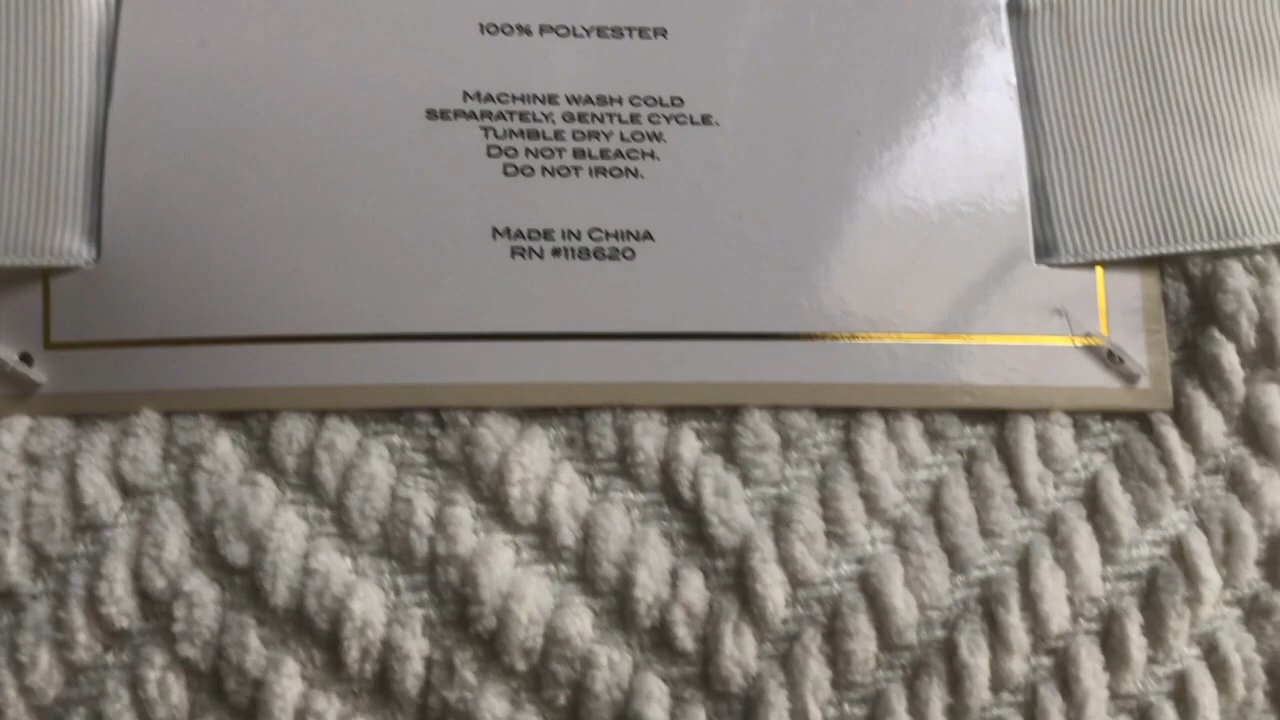 100% POLYESTER
MACHINE WASH COLD
SEPARATELY, GENTLE CYCLE.
TUMBLE DRY LOW.
DO NOT BLEACH.
DO NOT IRON.
MADE IN CHINA
RN #118620